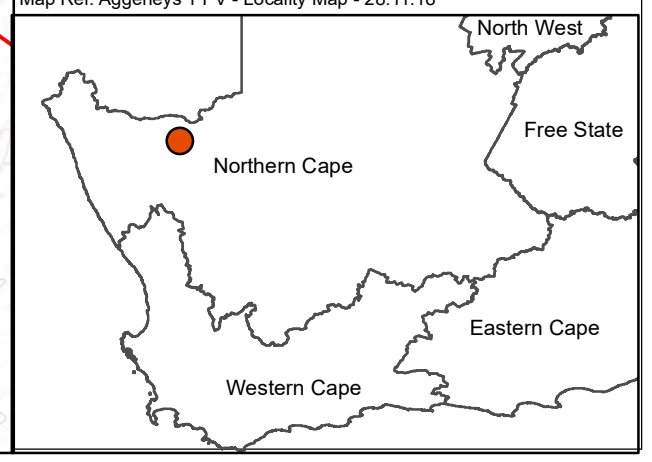 Map Ref: Aggeneys 1 PV - Locality Map - 28.11.18
North West
Free State
Northern Cape
Eastern Cape
Western Cape